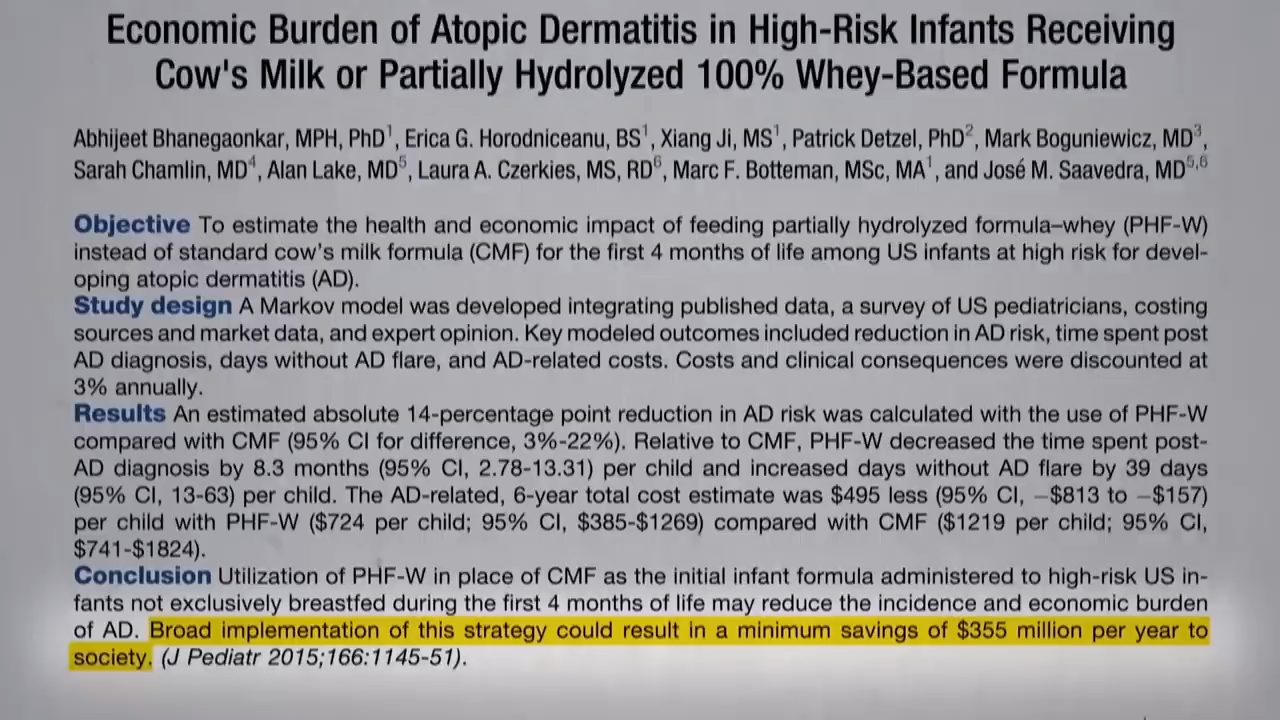 Economic Burden of Atopic Dermatitis in High-Risk Infants Receiving
Cow's Milk or Partially Hydrolyzed 100% Whey-Based Formula
Abhijeet Bhanegaonkar, MPH, PhD1, Erica G. Horodniceanu, BS1, Xiang Ji, MS1, Patrick Detzel, PhD2, Mark Boguniewicz, MD3,
Sarah Chamlin, MD4, Alan Lake, MD5, Laura A. Czerkies, MS, RD6, Marc F. Botteman, MSc, MA1, and José M. Saavedra, MD5,6
Objective To estimate the health and economic impact of feeding partially hydrolyzed formula–whey (PHF-W)
instead of standard cow's milk formula (CMF) for the first 4 months of life among US infants at high risk for devel-
oping atopic dermatitis (AD).
Study design A Markov model was developed integrating published data, a survey of US pediatricians, costing
sources and market data, and expert opinion. Key modeled outcomes included reduction in AD risk, time spent post
AD diagnosis, days without AD flare, and AD-related costs. Costs and clinical consequences were discounted at
3% annually.
Results An estimated absolute 14-percentage point reduction in AD risk was calculated with the use of PHF-W
compared with CMF (95% CI for difference, 3%-22%). Relative to CMF, PHF-W decreased the time spent post-
AD diagnosis by 8.3 months (95% CI, 2.78-13.31) per child and increased days without AD flare by 39 days
(95% CI, 13-63) per child. The AD-related, 6-year total cost estimate was $495 less (95% CI, −$813 to −$157)
per child with PHF-W ($724 per child; 95% CI, $385-$1269) compared with CMF ($1219 per child; 95% CI,
$741-$1824).
Conclusion Utilization of PHF-W in place of CMF as the initial infant formula administered to high-risk US in-
fants not exclusively breastfed during the first 4 months of life may reduce the incidence and economic burden
of AD. Broad implementation of this strategy could result in a minimum savings of $355 million per year to
society. (J Pediatr 2015;166:1145-51).